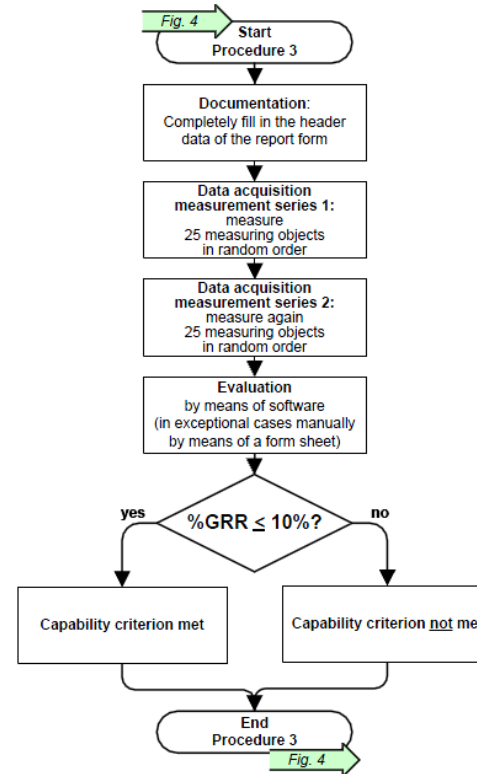 Fig. 4
Start
Procedure 3
Documentation:
Completely fill in the header
data of the report form
Data acquisition
measurement series 1:
measure
25 measuring objects
in random order
Data acquisition
measurement series 2:
measure again
25 measuring objects
in random order
Evaluation
by means of software
(in exceptional cases manually
by means of a form sheet)
yes
no
%GRR ≤ 10%?
Capability criterion met
Capability criterion not me
End
Procedure 3
Fig. 4